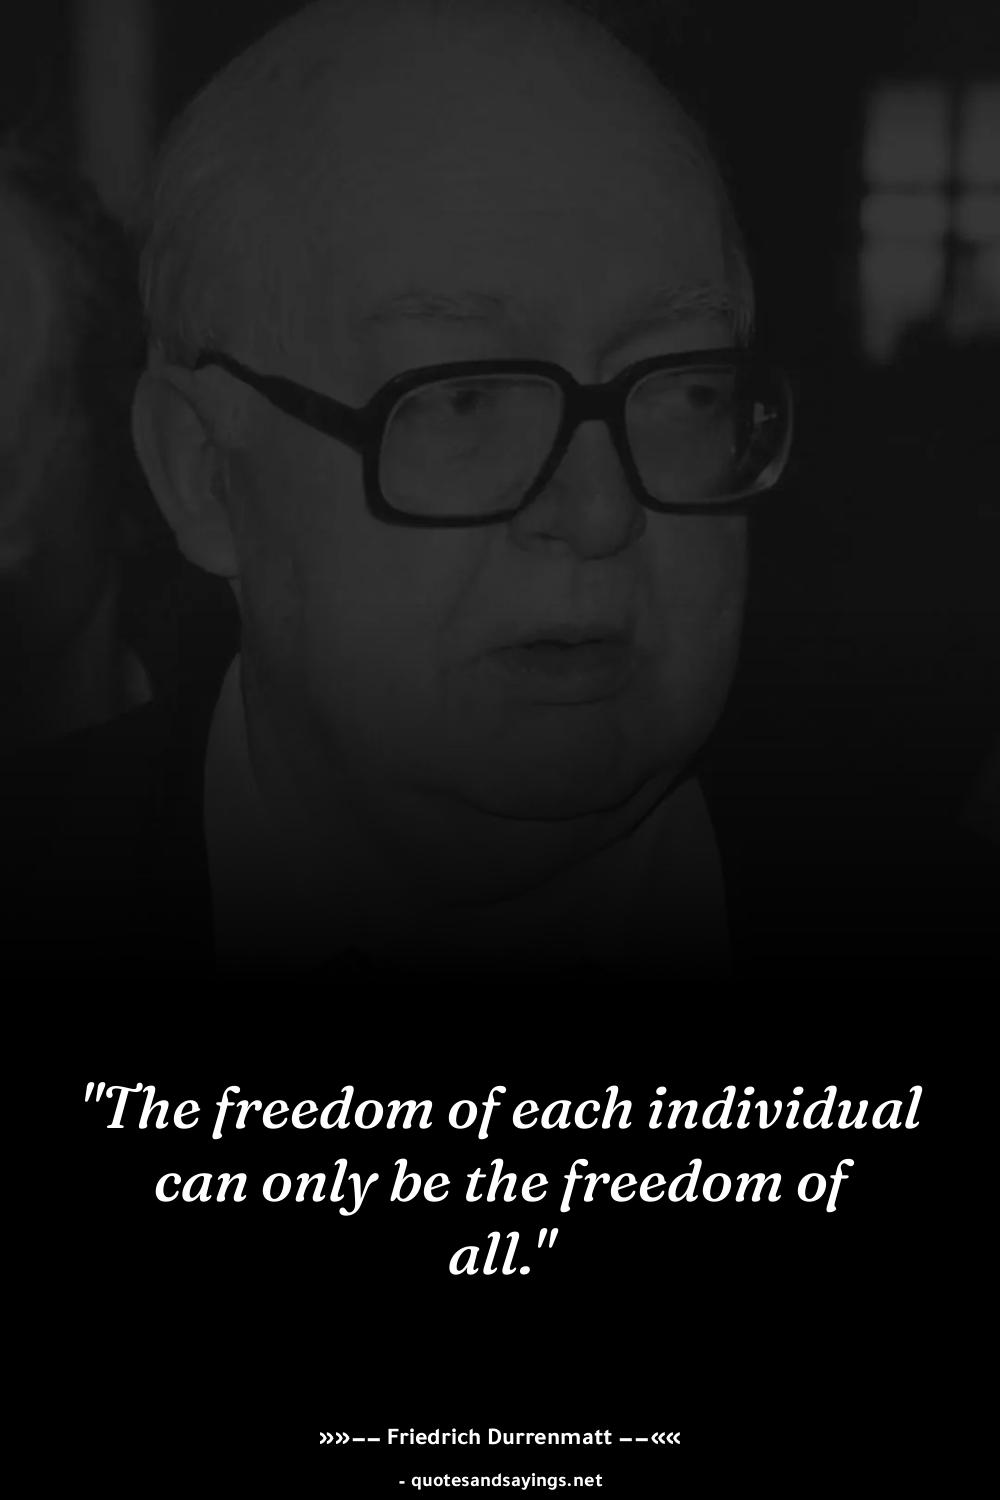 "The freedom of each individual
can only be the freedom of
all."
»»−− Friedrich Durrenmatt −−««
- quotesandsayings.net